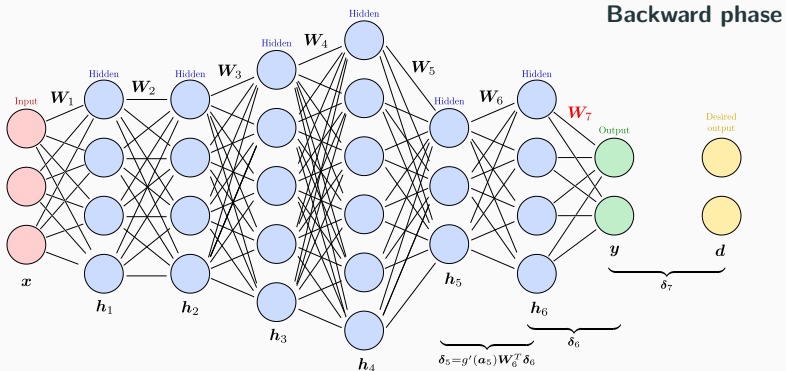 Backward phase
Input
Hidden
Hidden
Hidden
Hidden
Hidden
Hidden
Output
Desired
output
W₁
W₂
W₃
W₄
W₅
W₆
W₇
x
h₁
h₂
h₃
h₄
h₅
h₆
y
d
δ₇
δ₆
δ₅=g′(a₅)W₆ᵀδ₆